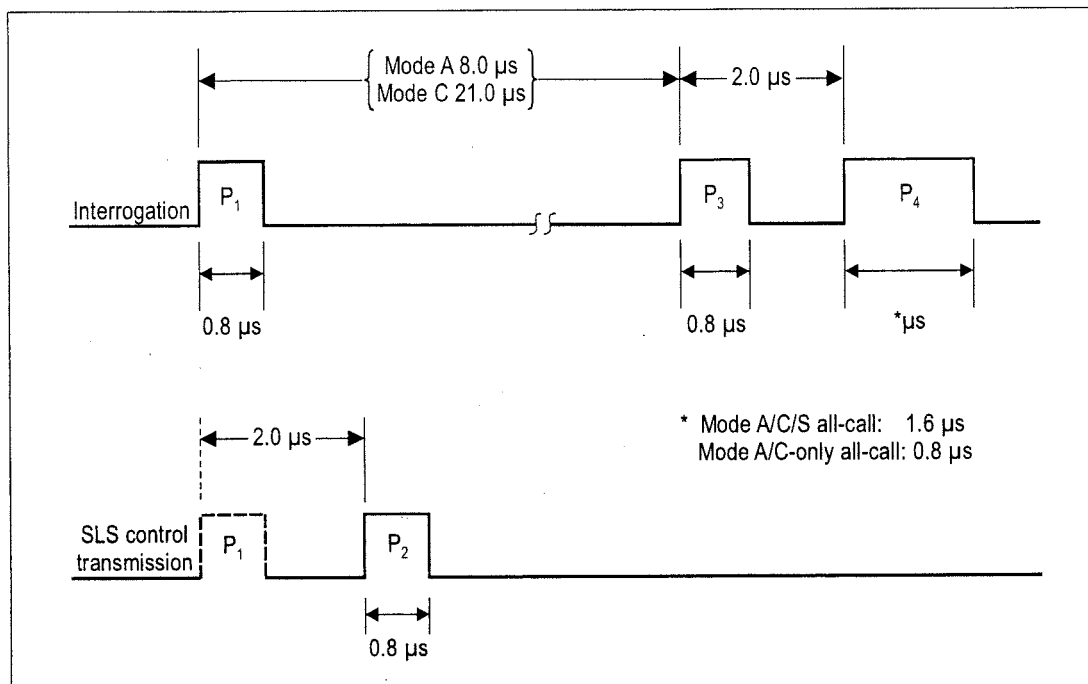 Mode A 8.0 µs
Mode C 21.0 µs
2.0 µs
Interrogation
P1
P3
P4
0.8 µs
0.8 µs
*µs
2.0 µs
* Mode A/C/S all-call: 1.6 µs
Mode A/C-only all-call: 0.8 µs
SLS control
transmission
P1
P2
0.8 µs